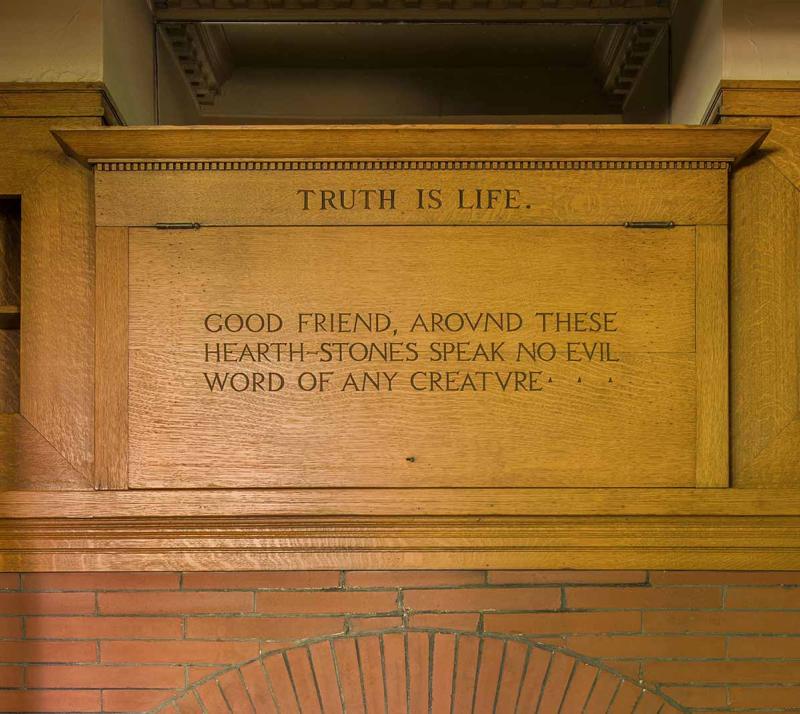 TRUTH IS LIFE.
GOOD FRIEND, AROVND THESE
HEARTH-STONES SPEAK NO EVIL
WORD OF ANY CREATVRE · · ·